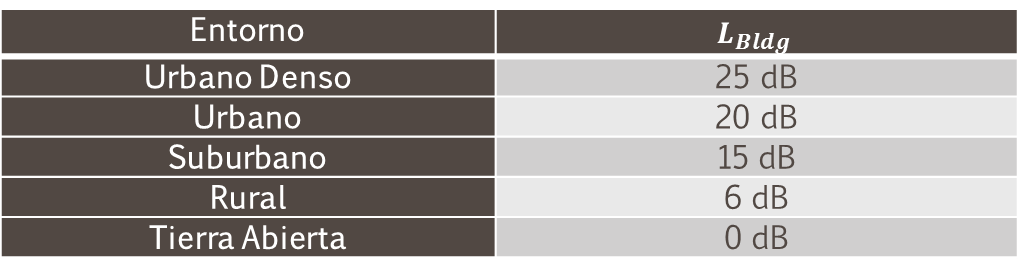 Entorno L_Bldg
Urbano Denso 25 dB
Urbano 20 dB
Suburbano 15 dB
Rural 6 dB
Tierra Abierta 0 dB